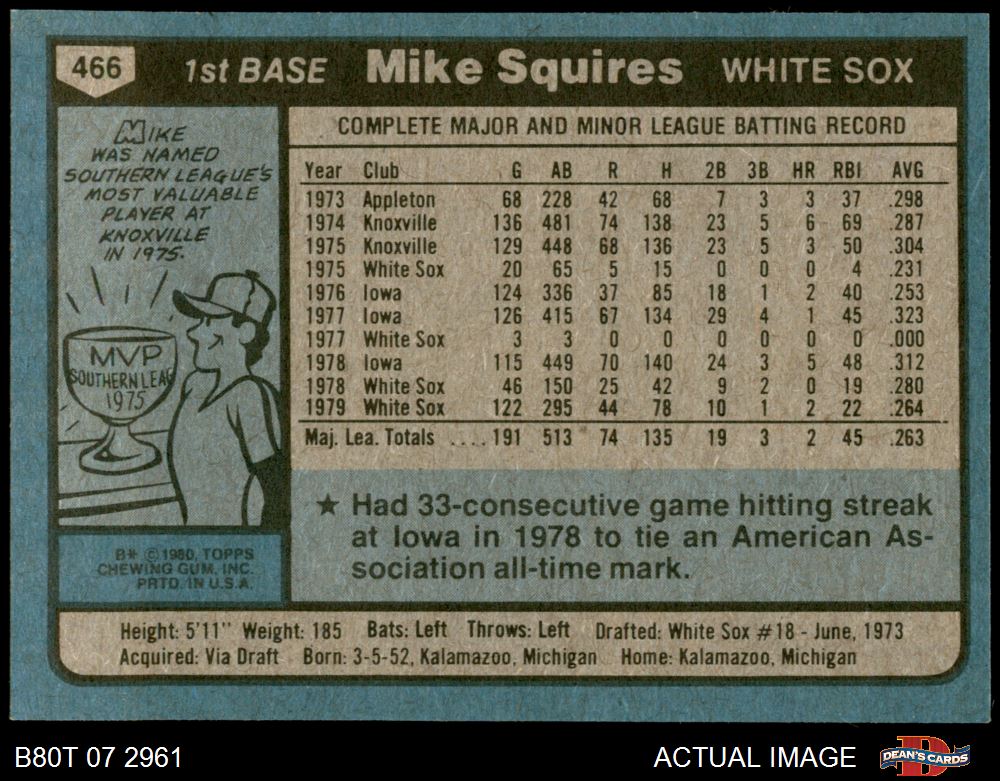 466 1st BASE Mike Squires WHITE SOX
MIKE
WAS NAMED
SOUTHERN LEAGUE'S
MOST VALUABLE
PLAYER AT
KNOXVILLE
IN 1975.
MVP
SOUTHERN LEAG
1975
B* © 1980, TOPPS
CHEWING GUM, INC.
PRTD. IN U.S.A.
COMPLETE MAJOR AND MINOR LEAGUE BATTING RECORD
Year Club G AB R H 2B 3B HR RBI AVG
1973 Appleton 68 228 42 68 7 3 3 37 .298
1974 Knoxville 136 481 74 138 23 5 6 69 .287
1975 Knoxville 129 448 68 136 23 5 3 50 .304
1975 White Sox 20 65 5 15 0 0 0 4 .231
1976 Iowa 124 336 37 85 18 1 2 40 .253
1977 Iowa 126 415 67 134 29 4 1 45 .323
1977 White Sox 3 3 0 0 0 0 0 0 .000
1978 Iowa 115 449 70 140 24 3 5 48 .312
1978 White Sox 46 150 25 42 9 2 0 19 .280
1979 White Sox 122 295 44 78 10 1 2 22 .264
Maj. Lea. Totals .... 191 513 74 135 19 3 2 45 .263
★ Had 33-consecutive game hitting streak
at Iowa in 1978 to tie an American As-
sociation all-time mark.
Height: 5'11" Weight: 185 Bats: Left Throws: Left Drafted: White Sox #18 - June, 1973
Acquired: Via Draft Born: 3-5-52, Kalamazoo, Michigan Home: Kalamazoo, Michigan
B80T 07 2961 ACTUAL IMAGE DEAN'S CARDS